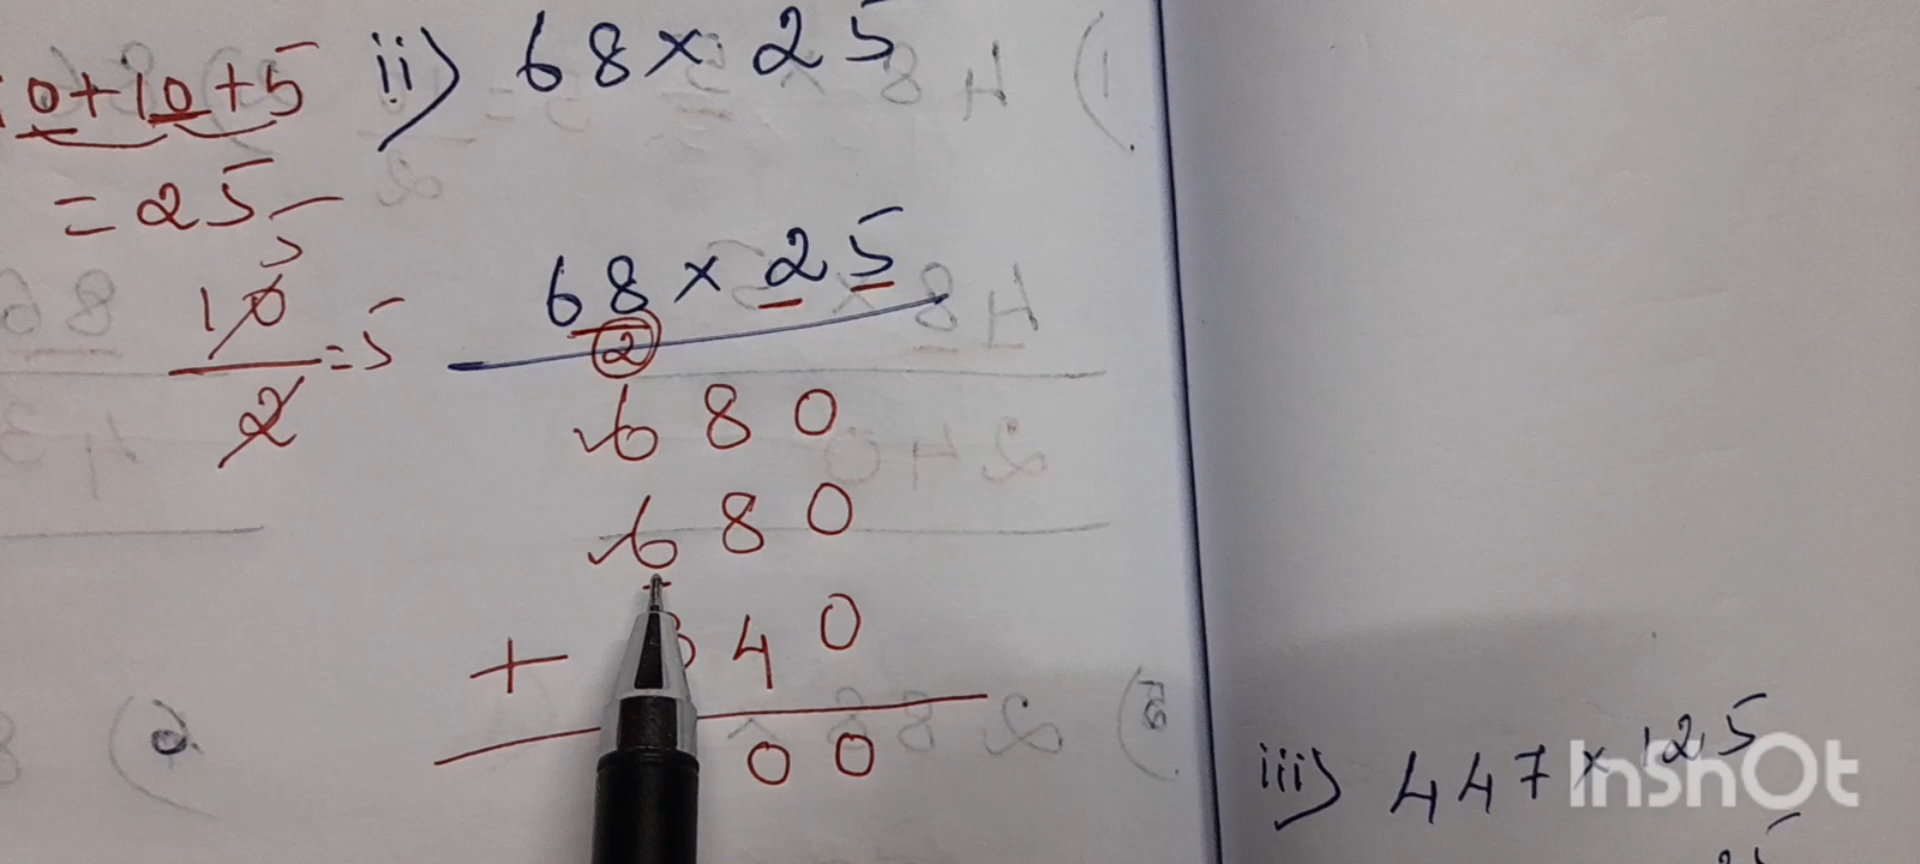 0+10+5
= 25
10/2 = 5
ii) 68 x 25
68 x 25
2
680
680
+ 40
00
iii) 447 x 125
InShOt